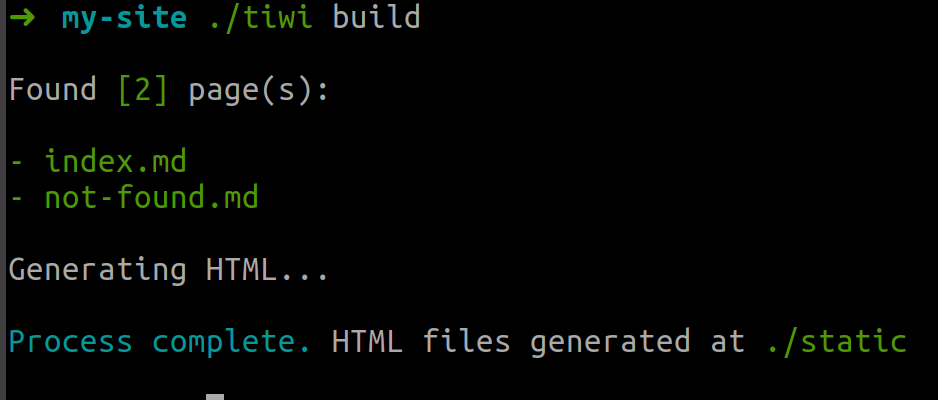 ➜ my-site ./tiwi build
Found [2] page(s):
- index.md
- not-found.md
Generating HTML...
Process complete. HTML files generated at ./static